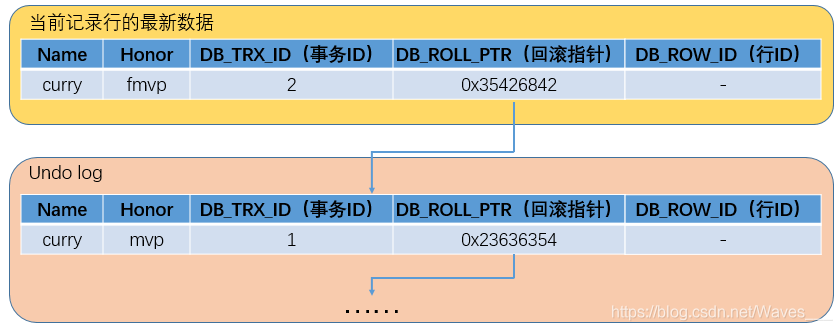 当前记录行的最新数据
Name Honor DB_TRX_ID（事务ID） DB_ROLL_PTR（回滚指针） DB_ROW_ID（行ID）
curry fmvp 2 0x35426842 -
Undo log
Name Honor DB_TRX_ID（事务ID） DB_ROLL_PTR（回滚指针） DB_ROW_ID（行ID）
curry mvp 1 0x23636354 -
……
https://blog.csdn.net/Waves___